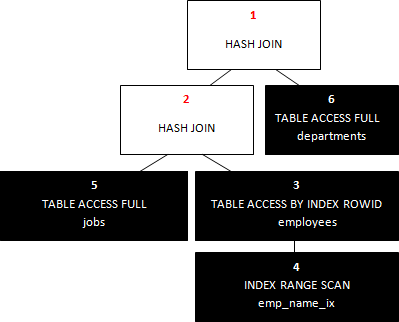 1
HASH JOIN
2
HASH JOIN
6
TABLE ACCESS FULL
departments
5
TABLE ACCESS FULL
jobs
3
TABLE ACCESS BY INDEX ROWID
employees
4
INDEX RANGE SCAN
emp_name_ix